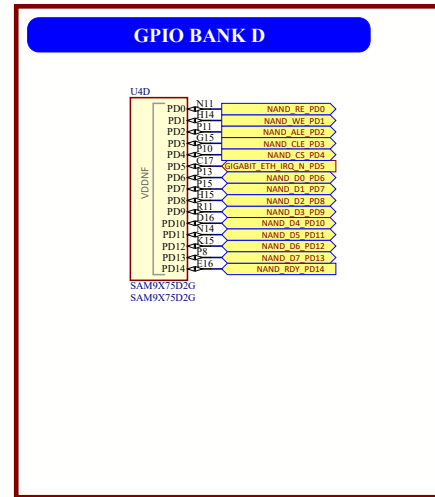 GPIO BANK D
U4D
PD0 N11 NAND_RE_PD0
PD1 H14 NAND_WE_PD1
PD2 P11 NAND_ALE_PD2
PD3 G15 NAND_CLE_PD3
PD4 P10 NAND_CS_PD4
PD5 C17 GIGABIT_ETH_IRQ_N_PD5
PD6 P13 NAND_D0_PD6
PD7 P15 NAND_D1_PD7
PD8 H15 NAND_D2_PD8
PD9 R11 NAND_D3_PD9
PD10 D16 NAND_D4_PD10
PD11 N14 NAND_D5_PD11
PD12 K15 NAND_D6_PD12
PD13 P8 NAND_D7_PD13
PD14 E16 NAND_RDY_PD14
VDDNF
SAM9X75D2G
SAM9X75D2G